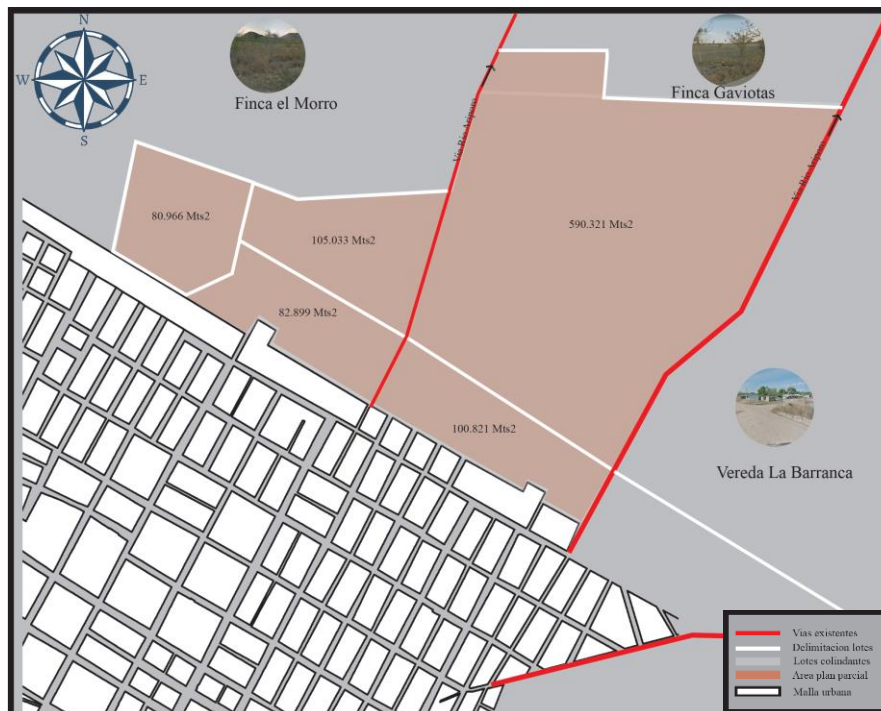 N
W
E
S
Finca el Morro
Finca Gaviotas
80.966 Mts2
105.033 Mts2
590.321 Mts2
82.899 Mts2
100.821 Mts2
Vereda La Barranca
Vias existentes
Delimitacion lotes
Lotes colindantes
Area plan parcial
Malla urbana